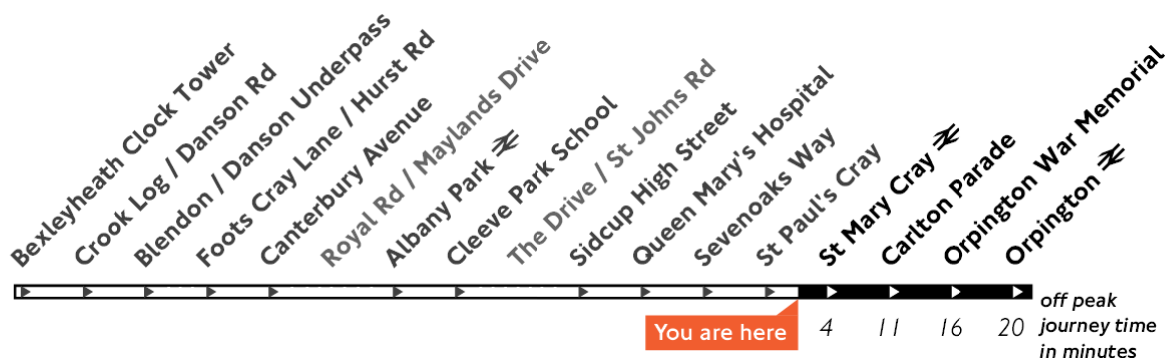 Bexleyheath Clock Tower
Crook Log / Danson Rd
Blendon / Danson Underpass
Foots Cray Lane / Hurst Rd
Canterbury Avenue
Royal Rd / Maylands Drive
Albany Park
Cleeve Park School
The Drive / St Johns Rd
Sidcup High Street
Queen Mary's Hospital
Sevenoaks Way
St Paul's Cray
St Mary Cray
Carlton Parade
Orpington War Memorial
Orpington
You are here
4 11 16 20
off peak
journey time
in minutes